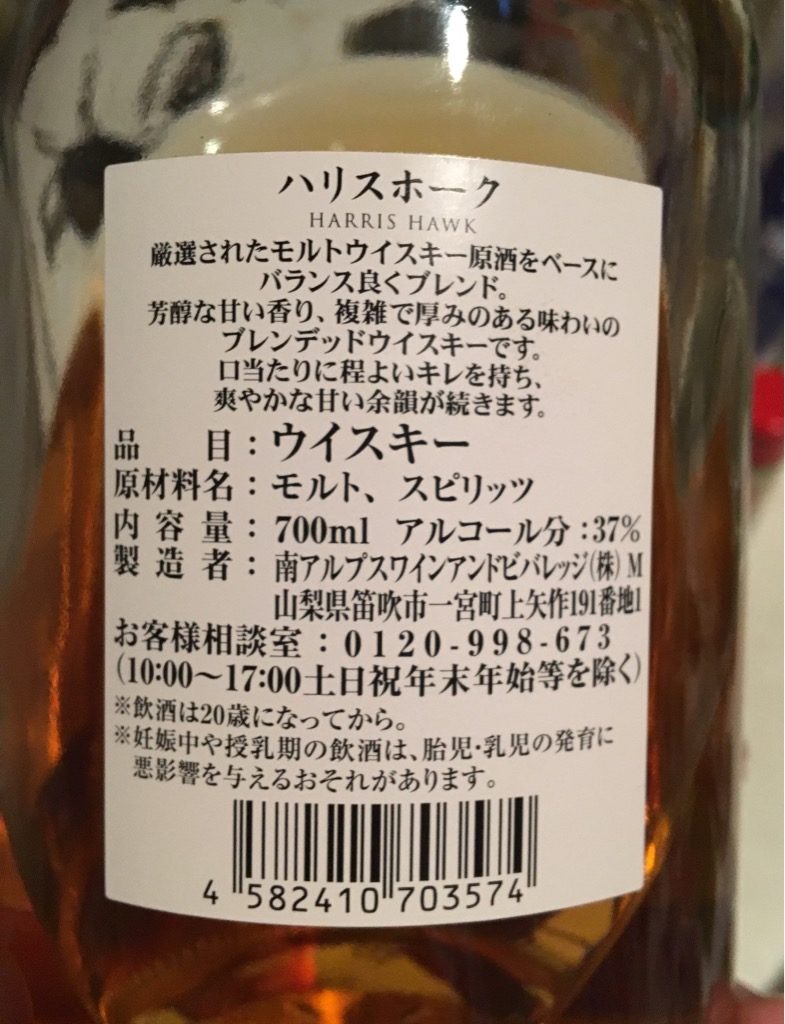 ハリスホーク
HARRIS HAWK
厳選されたモルトウイスキー原酒をベースに
バランス良くブレンド。
芳醇な甘い香り、複雑で厚みのある味わいの
ブレンデッドウイスキーです。
口当たりに程よいキレを持ち、
爽やかな甘い余韻が続きます。
品目：ウイスキー
原材料名：モルト、スピリッツ
内容量：700ml アルコール分：37%
製造者：南アルプスワインアンドビバレッジ(株) M
山梨県笛吹市一宮町上矢作191番地1
お客様相談室：0120-998-673
(10:00～17:00土日祝年末年始等を除く)
※飲酒は20歳になってから。
※妊娠中や授乳期の飲酒は、胎児・乳児の発育に
悪影響を与えるおそれがあります。
4 582410 703574